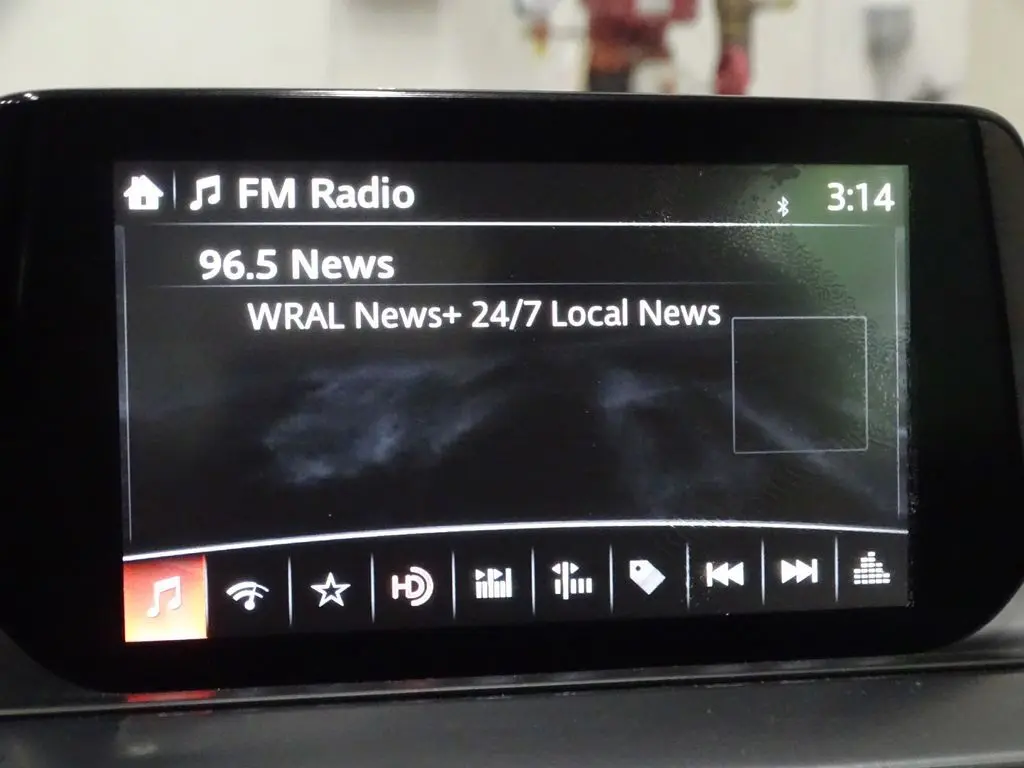 FM Radio
3:14
96.5 News
WRAL News+ 24/7 Local News
HD